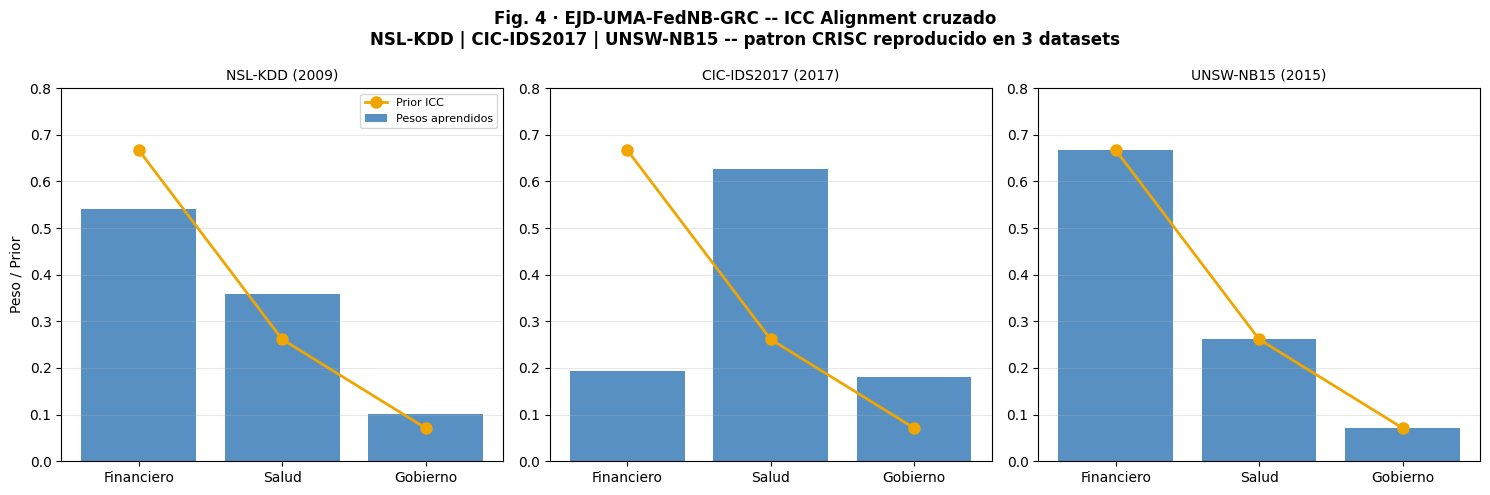 Fig. 4 · EJD-UMA-FedNB-GRC -- ICC Alignment cruzado
NSL-KDD | CIC-IDS2017 | UNSW-NB15 -- patron CRISC reproducido en 3 datasets
NSL-KDD (2009)
Peso / Prior
0.8
0.7
0.6
0.5
0.4
0.3
0.2
0.1
0.0
Prior ICC
Pesos aprendidos
Financiero
Salud
Gobierno
CIC-IDS2017 (2017)
0.8
0.7
0.6
0.5
0.4
0.3
0.2
0.1
0.0
Financiero
Salud
Gobierno
UNSW-NB15 (2015)
0.8
0.7
0.6
0.5
0.4
0.3
0.2
0.1
0.0
Financiero
Salud
Gobierno